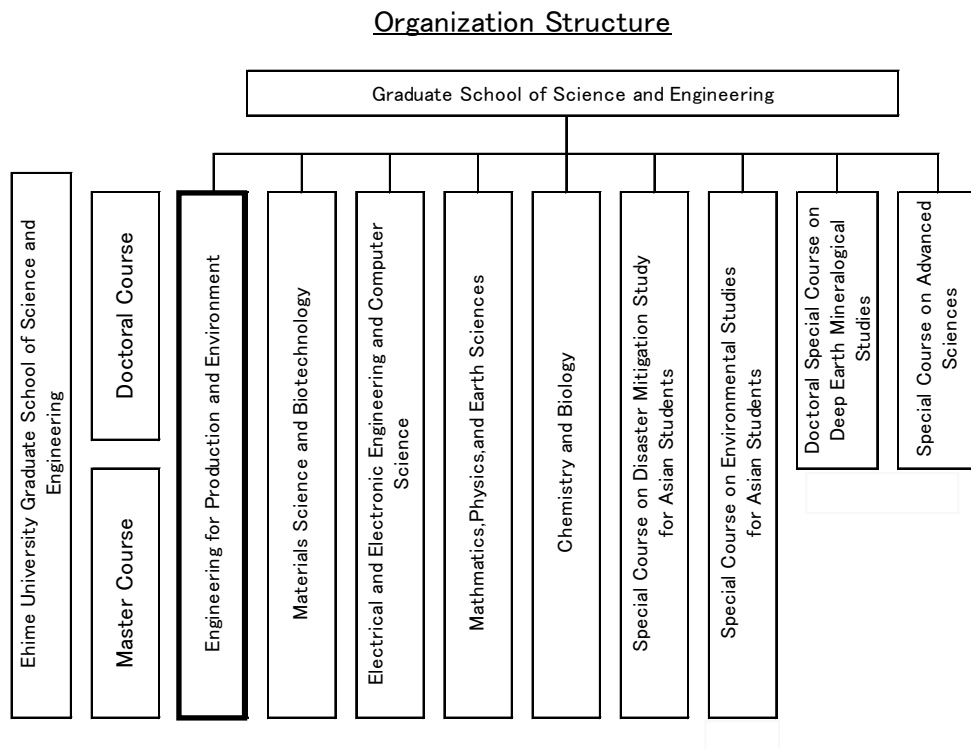 Organization Structure
Graduate School of Science and Engineering
Ehime University Graduate School of Science and
Engineering
Doctoral Course
Master Course
Engineering for Production and Environment
Materials Science and Biotechnology
Electrical and Electronic Engineering and Computer
Science
Mathmatics,Physics,and Earth Sciences
Chemistry and Biology
Special Course on Disaster Mitigation Study
for Asian Students
Special Course on Environmental Studies
for Asian Students
Doctoral Special Course on
Deep Earth Mineralogical
Studies
Special Course on Advanced
Sciences